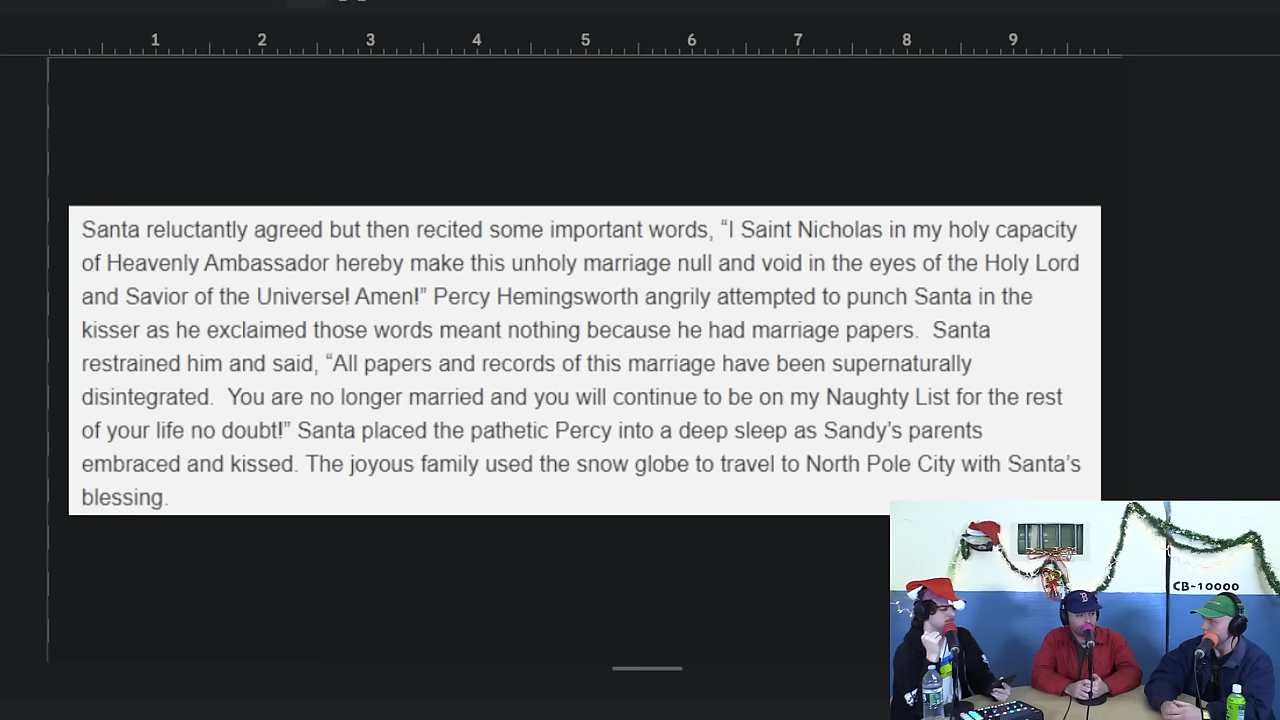 1 2 3 4 5 6 7 8 9
Santa reluctantly agreed but then recited some important words, “I Saint Nicholas in my holy capacity
of Heavenly Ambassador hereby make this unholy marriage null and void in the eyes of the Holy Lord
and Savior of the Universe! Amen!” Percy Hemingsworth angrily attempted to punch Santa in the
kisser as he exclaimed those words meant nothing because he had marriage papers.  Santa
restrained him and said, “All papers and records of this marriage have been supernaturally
disintegrated.  You are no longer married and you will continue to be on my Naughty List for the rest
of your life no doubt!” Santa placed the pathetic Percy into a deep sleep as Sandy’s parents
embraced and kissed. The joyous family used the snow globe to travel to North Pole City with Santa’s
blessing.
CB-10000
B